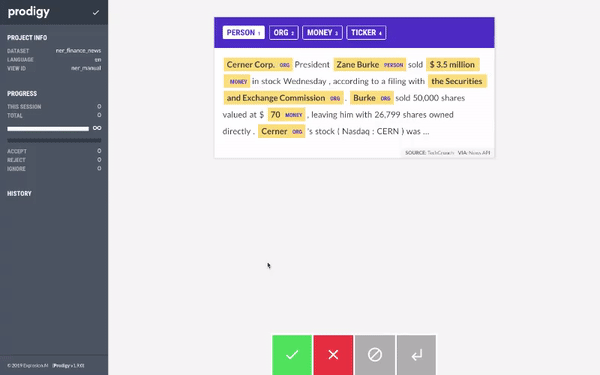 prodigy
PROJECT INFO
DATASET ner_finance_news
LANGUAGE en
VIEW ID ner_manual
PROGRESS
THIS SESSION 0
TOTAL 0
∞
ACCEPT 0
REJECT 0
IGNORE 0
HISTORY
© 2019 Explosion AI (Prodigy v1.9.0)
PERSON 1 ORG 2 MONEY 3 TICKER 4
Cerner Corp. ORG President Zane Burke PERSON sold $ 3.5 million
MONEY in stock Wednesday , according to a filing with the Securities
and Exchange Commission ORG . Burke ORG sold 50,000 shares
valued at $ 70 MONEY , leaving him with 26,799 shares owned
directly . Cerner ORG 's stock ( Nasdaq : CERN ) was ...
SOURCE: TechCrunch VIA: News API